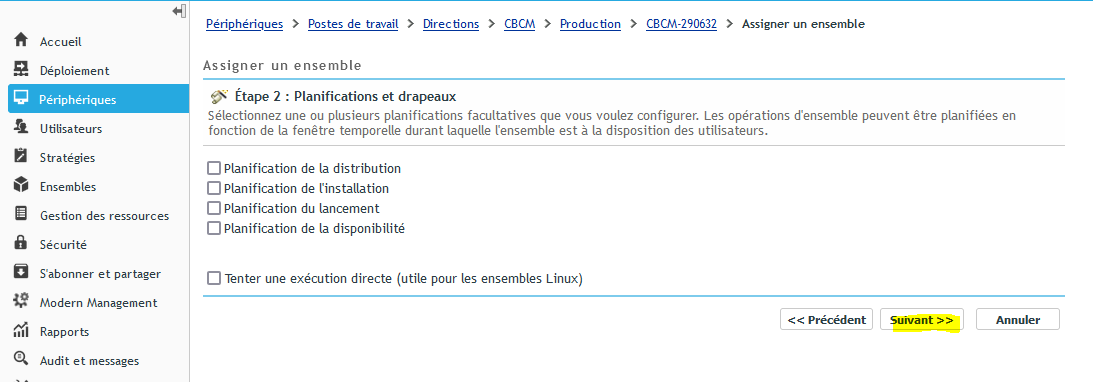 Périphériques > Postes de travail > Directions > CBCM > Production > CBCM-290632 > Assigner un ensemble
Accueil
Déploiement
Périphériques
Utilisateurs
Stratégies
Ensembles
Gestion des ressources
Sécurité
S'abonner et partager
Modern Management
Rapports
Audit et messages
Assigner un ensemble
Étape 2 : Planifications et drapeaux
Sélectionnez une ou plusieurs planifications facultatives que vous voulez configurer. Les opérations d'ensemble peuvent être planifiées en
fonction de la fenêtre temporelle durant laquelle l'ensemble est à la disposition des utilisateurs.
Planification de la distribution
Planification de l'installation
Planification du lancement
Planification de la disponibilité
Tenter une exécution directe (utile pour les ensembles Linux)
<< Précédent Suivant >> Annuler